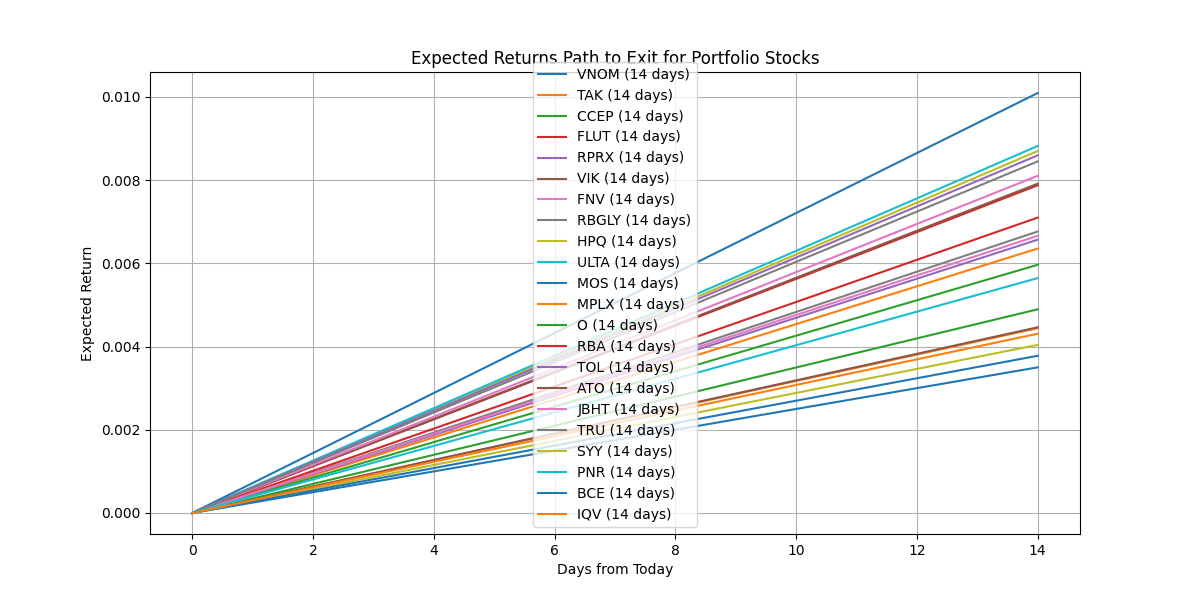 Expected Returns Path to Exit for Portfolio Stocks
VNOM (14 days)
TAK (14 days)
CCEP (14 days)
FLUT (14 days)
RPRX (14 days)
VIK (14 days)
FNV (14 days)
RBGLY (14 days)
HPQ (14 days)
ULTA (14 days)
MOS (14 days)
MPLX (14 days)
O (14 days)
RBA (14 days)
TOL (14 days)
ATO (14 days)
JBHT (14 days)
TRU (14 days)
SYY (14 days)
PNR (14 days)
BCE (14 days)
IQV (14 days)
Expected Return
0.010
0.008
0.006
0.004
0.002
0.000
0 2 4 6 8 10 12 14
Days from Today